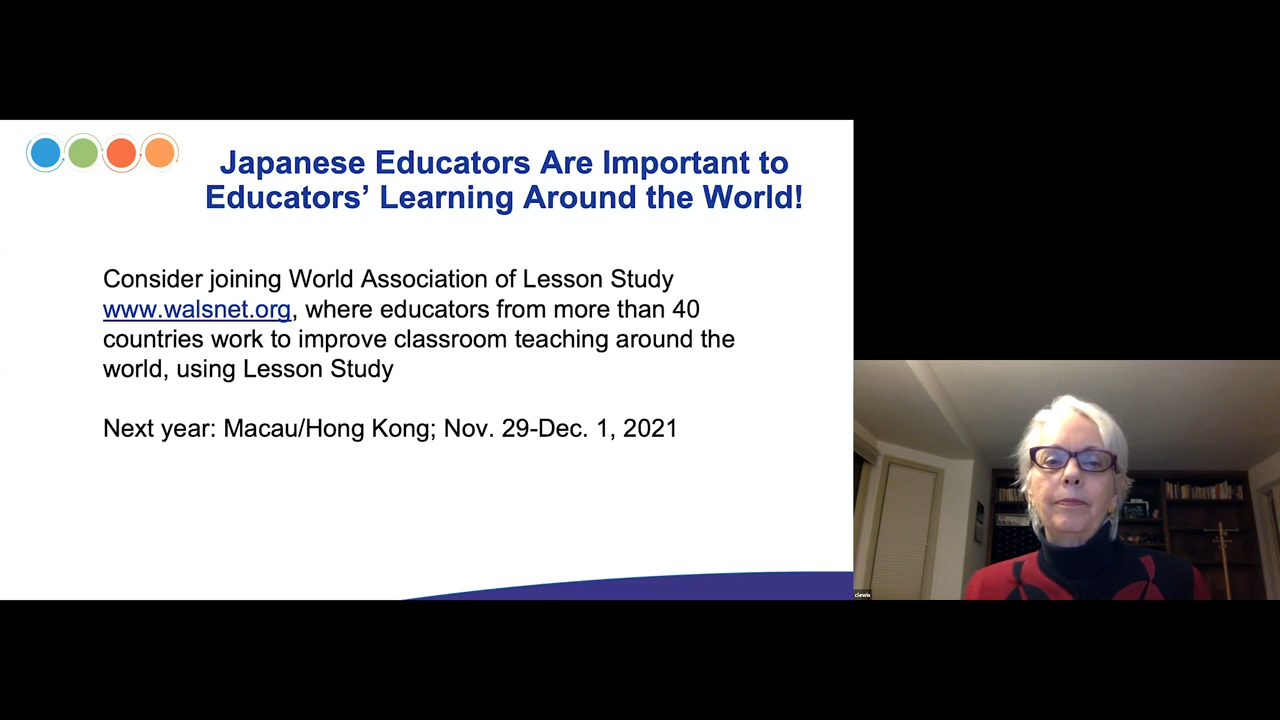 Japanese Educators Are Important to
Educators’ Learning Around the World!
Consider joining World Association of Lesson Study
www.walsnet.org, where educators from more than 40
countries work to improve classroom teaching around the
world, using Lesson Study
Next year: Macau/Hong Kong; Nov. 29-Dec. 1, 2021
clewis